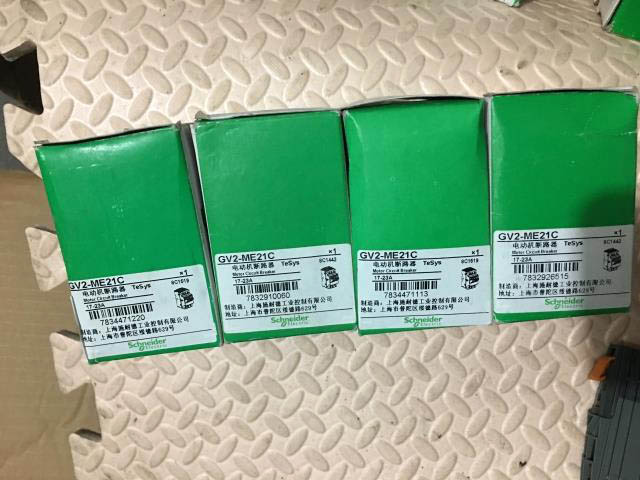 GV2-ME21C
×1
电动机断路器 TeSys
SC1619
Motor Circuit Breaker
17-23A
7834471220
制造商：上海施耐德工业控制有限公司
地址：上海市普陀区绥德路629号
Schneider
Electric
GV2-ME21C
×1
电动机断路器 TeSys
SC1442
Motor Circuit Breaker
17-23A
7832910060
制造商：上海施耐德工业控制有限公司
地址：上海市普陀区绥德路629号
Schneider
Electric
GV2-ME21C
×1
电动机断路器 TeSys
SC1619
Motor Circuit Breaker
17-23A
7834471113
制造商：上海施耐德工业控制有限公司
地址：上海市普陀区绥德路629号
Schneider
Electric
GV2-ME21C
×1
电动机断路器 TeSys
SC1442
Motor Circuit Breaker
17-23A
7832926515
制造商：上海施耐德工业控制有限公司
地址：上海市普陀区绥德路629号
Schneider
Electric